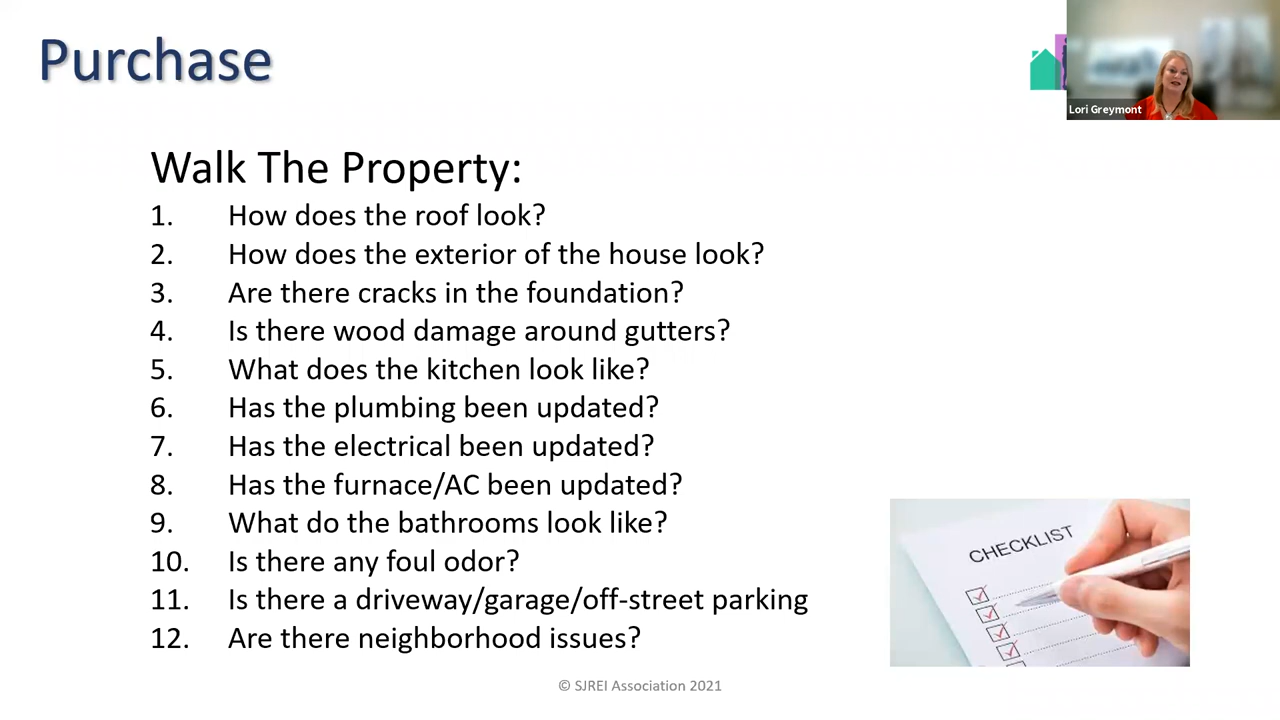 Purchase
Lori Greymont
Walk The Property:
1. How does the roof look?
2. How does the exterior of the house look?
3. Are there cracks in the foundation?
4. Is there wood damage around gutters?
5. What does the kitchen look like?
6. Has the plumbing been updated?
7. Has the electrical been updated?
8. Has the furnace/AC been updated?
9. What do the bathrooms look like?
10. Is there any foul odor?
11. Is there a driveway/garage/off-street parking
12. Are there neighborhood issues?
CHECKLIST
© SJREI Association 2021